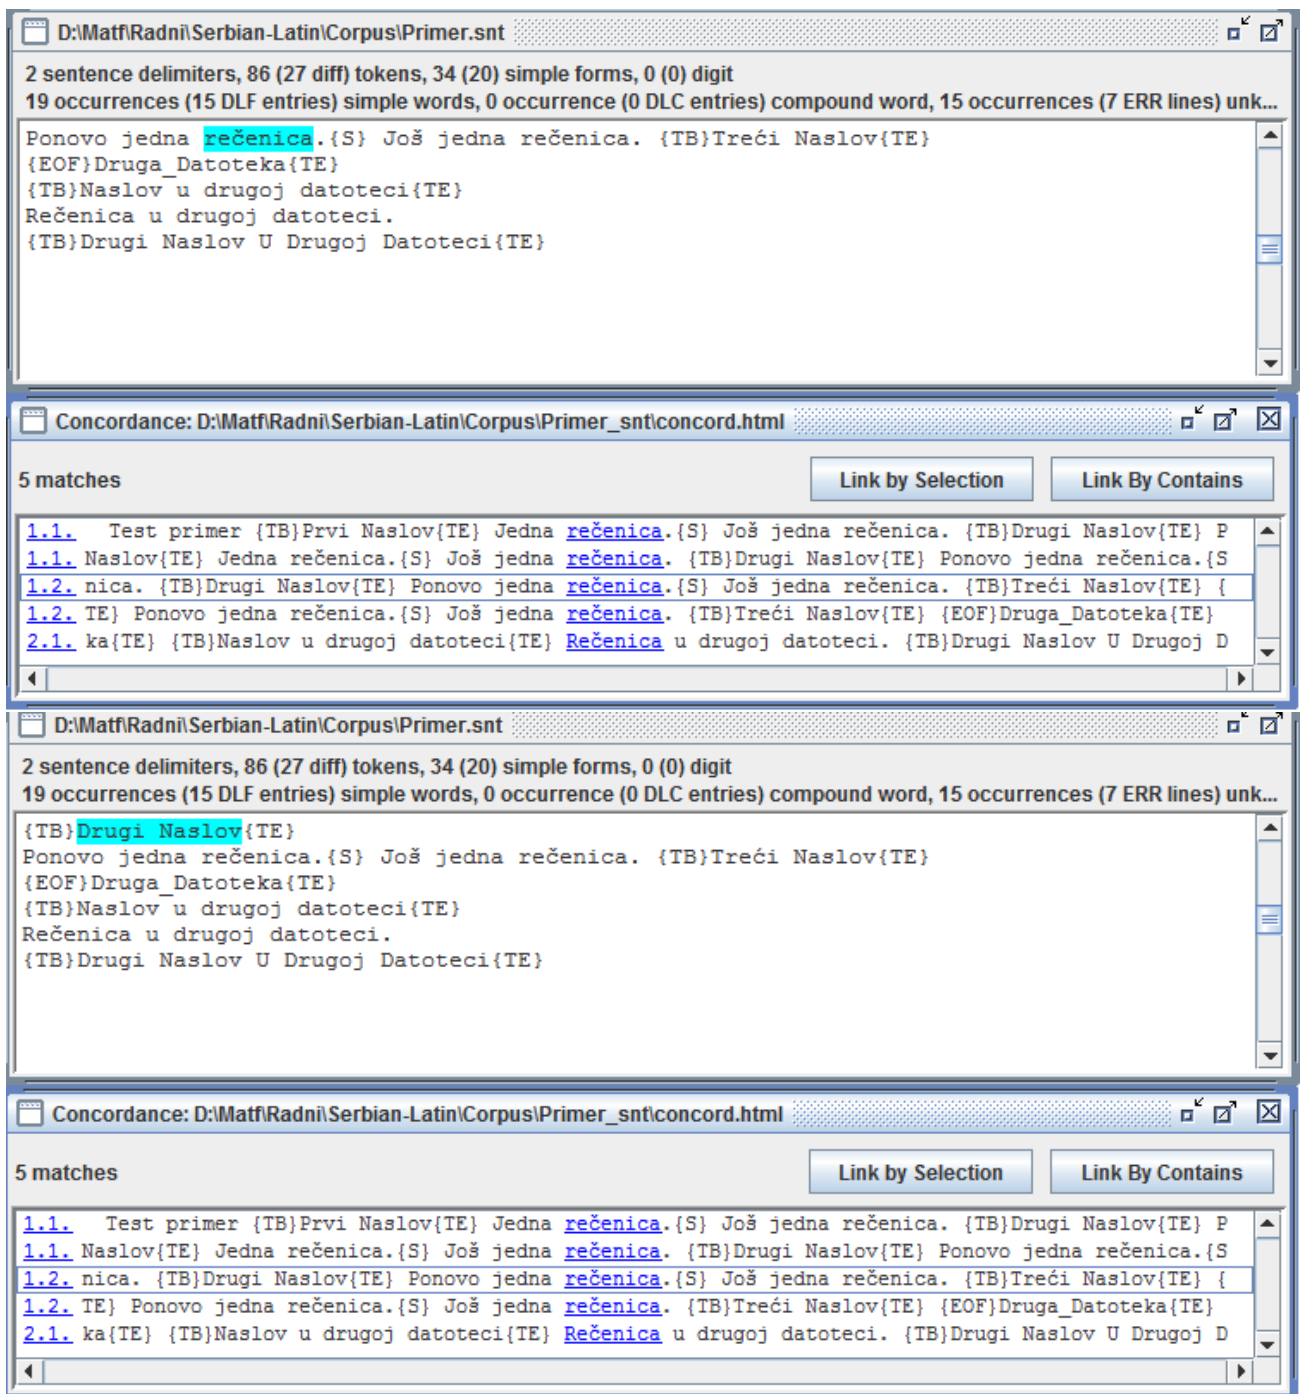 D:\Matf\Radni\Serbian-Latin\Corpus\Primer.snt
2 sentence delimiters, 86 (27 diff) tokens, 34 (20) simple forms, 0 (0) digit
19 occurrences (15 DLF entries) simple words, 0 occurrence (0 DLC entries) compound word, 15 occurrences (7 ERR lines) unk...
Ponovo jedna rečenica.{S} Još jedna rečenica. {TB}Treći Naslov{TE}
{EOF}Druga_Datoteka{TE}
{TB}Naslov u drugoj datoteci{TE}
Rečenica u drugoj datoteci.
{TB}Drugi Naslov U Drugoj Datoteci{TE}
Concordance: D:\Matf\Radni\Serbian-Latin\Corpus\Primer_snt\concord.html
5 matches Link by Selection Link By Contains
1.1. Test primer {TB}Prvi Naslov{TE} Jedna rečenica.{S} Još jedna rečenica. {TB}Drugi Naslov{TE} P
1.1. Naslov{TE} Jedna rečenica.{S} Još jedna rečenica. {TB}Drugi Naslov{TE} Ponovo jedna rečenica.{S
1.2. nica. {TB}Drugi Naslov{TE} Ponovo jedna rečenica.{S} Još jedna rečenica. {TB}Treći Naslov{TE} {
1.2. TE} Ponovo jedna rečenica.{S} Još jedna rečenica. {TB}Treći Naslov{TE} {EOF}Druga_Datoteka{TE}
2.1. ka{TE} {TB}Naslov u drugoj datoteci{TE} Rečenica u drugoj datoteci. {TB}Drugi Naslov U Drugoj D
D:\Matf\Radni\Serbian-Latin\Corpus\Primer.snt
2 sentence delimiters, 86 (27 diff) tokens, 34 (20) simple forms, 0 (0) digit
19 occurrences (15 DLF entries) simple words, 0 occurrence (0 DLC entries) compound word, 15 occurrences (7 ERR lines) unk...
{TB}Drugi Naslov{TE}
Ponovo jedna rečenica.{S} Još jedna rečenica. {TB}Treći Naslov{TE}
{EOF}Druga_Datoteka{TE}
{TB}Naslov u drugoj datoteci{TE}
Rečenica u drugoj datoteci.
{TB}Drugi Naslov U Drugoj Datoteci{TE}
Concordance: D:\Matf\Radni\Serbian-Latin\Corpus\Primer_snt\concord.html
5 matches Link by Selection Link By Contains
1.1. Test primer {TB}Prvi Naslov{TE} Jedna rečenica.{S} Još jedna rečenica. {TB}Drugi Naslov{TE} P
1.1. Naslov{TE} Jedna rečenica.{S} Još jedna rečenica. {TB}Drugi Naslov{TE} Ponovo jedna rečenica.{S
1.2. nica. {TB}Drugi Naslov{TE} Ponovo jedna rečenica.{S} Još jedna rečenica. {TB}Treći Naslov{TE} {
1.2. TE} Ponovo jedna rečenica.{S} Još jedna rečenica. {TB}Treći Naslov{TE} {EOF}Druga_Datoteka{TE}
2.1. ka{TE} {TB}Naslov u drugoj datoteci{TE} Rečenica u drugoj datoteci. {TB}Drugi Naslov U Drugoj D